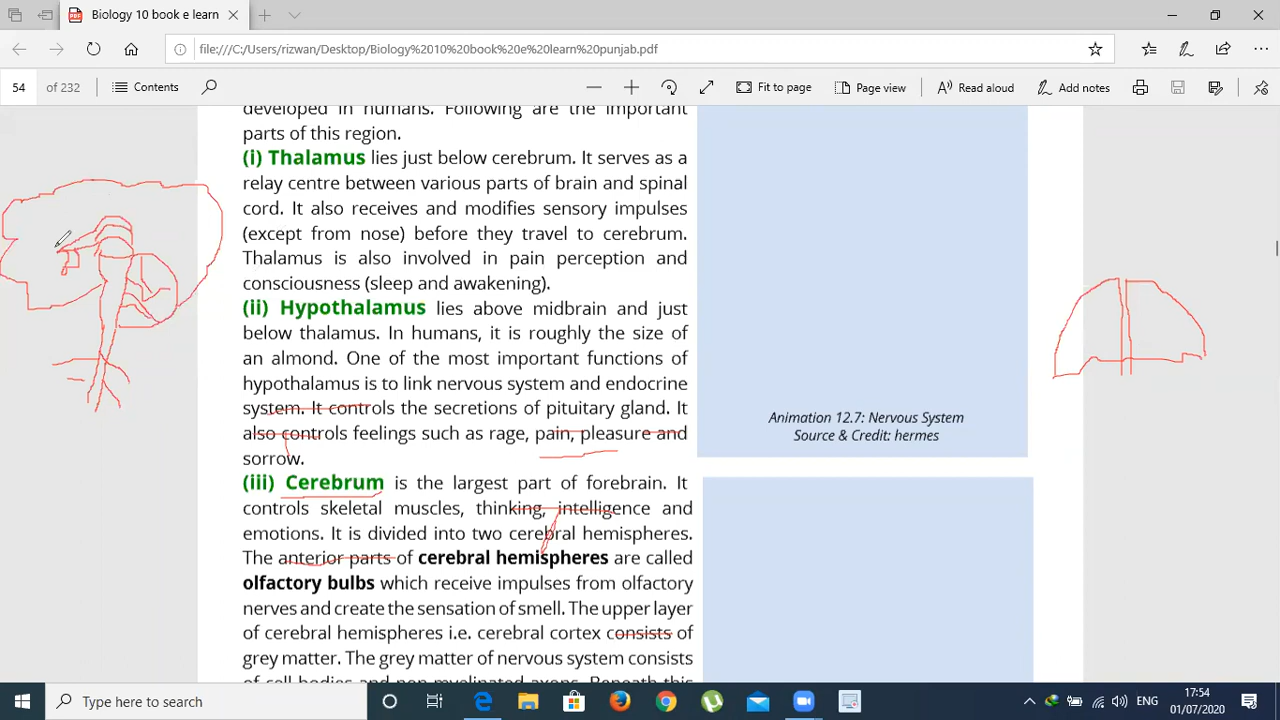 Biology 10 book e learn
file:///C:/Users/rizwan/Desktop/Biology%2010%20book%20e%20learn%20punjab.pdf
54 of 232 Contents Fit to page Page view Read aloud Add notes
developed in humans. Following are the important
parts of this region.
(i) Thalamus lies just below cerebrum. It serves as a
relay centre between various parts of brain and spinal
cord. It also receives and modifies sensory impulses
(except from nose) before they travel to cerebrum.
Thalamus is also involved in pain perception and
consciousness (sleep and awakening).
(ii) Hypothalamus lies above midbrain and just
below thalamus. In humans, it is roughly the size of
an almond. One of the most important functions of
hypothalamus is to link nervous system and endocrine
system. It controls the secretions of pituitary gland. It
also controls feelings such as rage, pain, pleasure and
sorrow.
(iii) Cerebrum is the largest part of forebrain. It
controls skeletal muscles, thinking, intelligence and
emotions. It is divided into two cerebral hemispheres.
The anterior parts of cerebral hemispheres are called
olfactory bulbs which receive impulses from olfactory
nerves and create the sensation of smell. The upper layer
of cerebral hemispheres i.e. cerebral cortex consists of
grey matter. The grey matter of nervous system consists
of cell bodies and non-myelinated axons. Beneath this
Animation 12.7: Nervous System
Source & Credit: hermes
Type here to search
ENG
17:54
01/07/2020